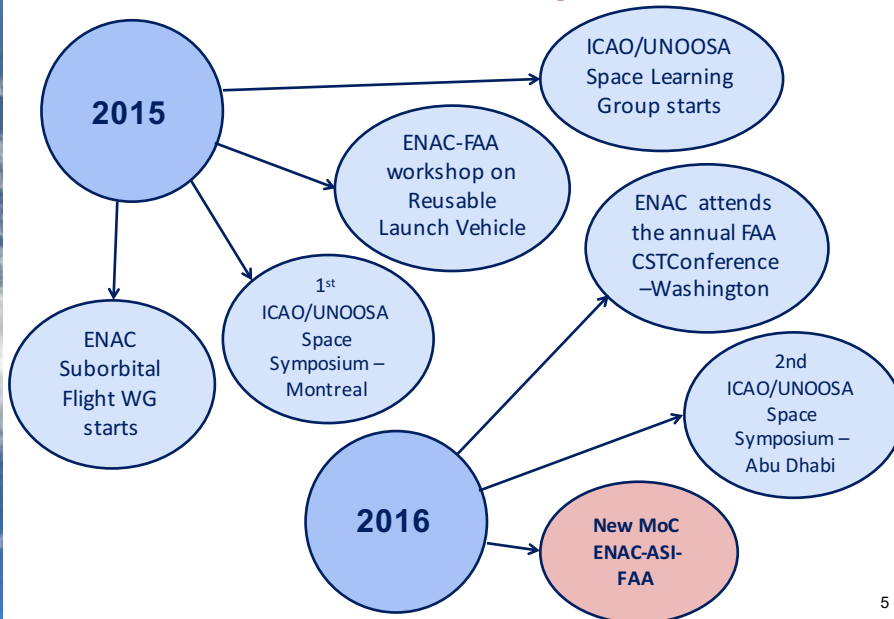 2015
ICAO/UNOOSA
Space Learning
Group starts
ENAC-FAA
workshop on
Reusable
Launch Vehicle
ENAC attends
the annual FAA
CSTConference
–Washington
1st
ICAO/UNOOSA
Space
Symposium –
Montreal
ENAC
Suborbital
Flight WG
starts
2nd
ICAO/UNOOSA
Space
Symposium –
Abu Dhabi
2016
New MoC
ENAC-ASI-
FAA
5